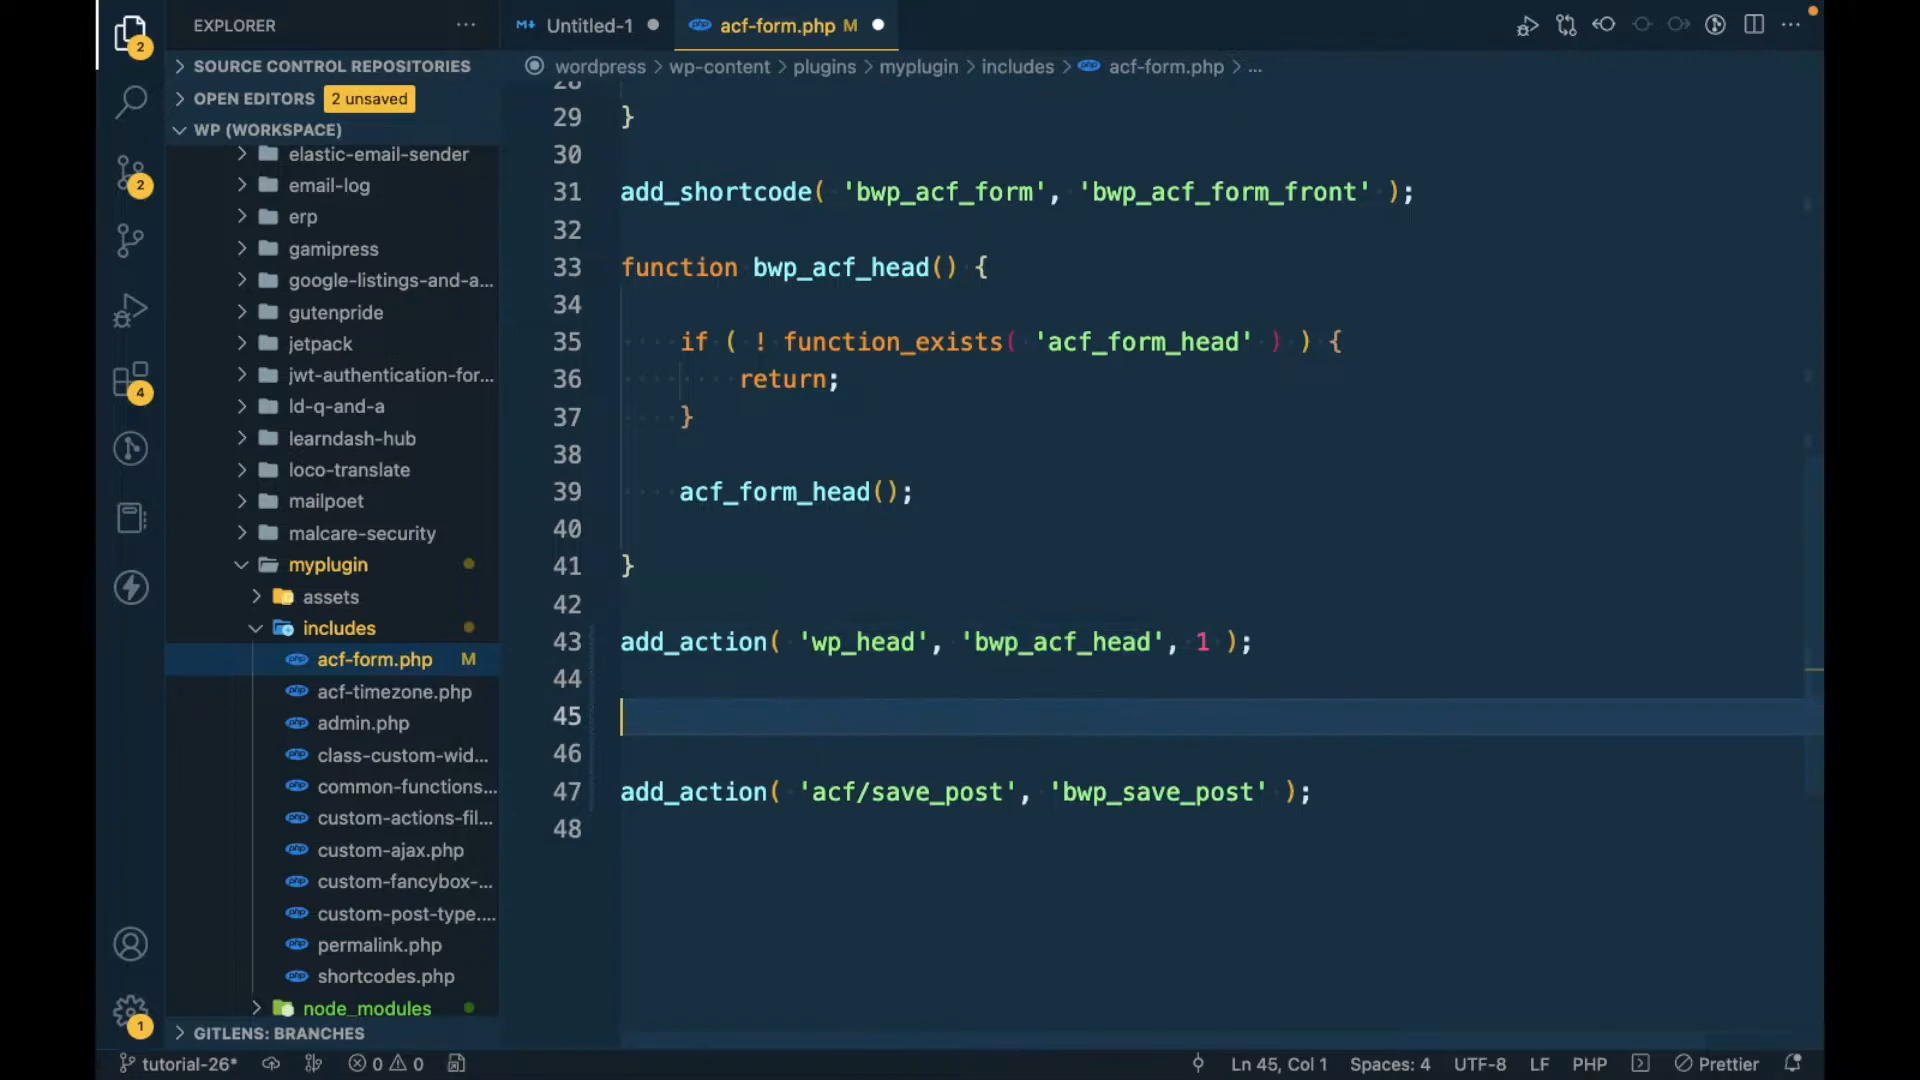 EXPLORER
SOURCE CONTROL REPOSITORIES
OPEN EDITORS 2 unsaved
WP (WORKSPACE)
elastic-email-sender
email-log
erp
gamipress
google-listings-and-a...
gutenpride
jetpack
jwt-authentication-for...
ld-q-and-a
learndash-hub
loco-translate
mailpoet
malcare-security
myplugin
assets
includes
acf-form.php M
acf-timezone.php
admin.php
class-custom-wid...
common-functions...
custom-actions-fil...
custom-ajax.php
custom-fancybox-...
custom-post-type....
permalink.php
shortcodes.php
node_modules
GITLENS: BRANCHES
2
2
4
1
Untitled-1
acf-form.php M
wordpress > wp-content > plugins > myplugin > includes > acf-form.php > ...
28
29 }
30
31 add_shortcode( 'bwp_acf_form', 'bwp_acf_form_front' );
32
33 function bwp_acf_head() {
34
35 if ( ! function_exists( 'acf_form_head' ) ) {
36 return;
37 }
38
39 acf_form_head();
40
41 }
42
43 add_action( 'wp_head', 'bwp_acf_head', 1 );
44
45
46
47 add_action( 'acf/save_post', 'bwp_save_post' );
48
tutorial-26* 0 0 Ln 45, Col 1 Spaces: 4 UTF-8 LF PHP Prettier